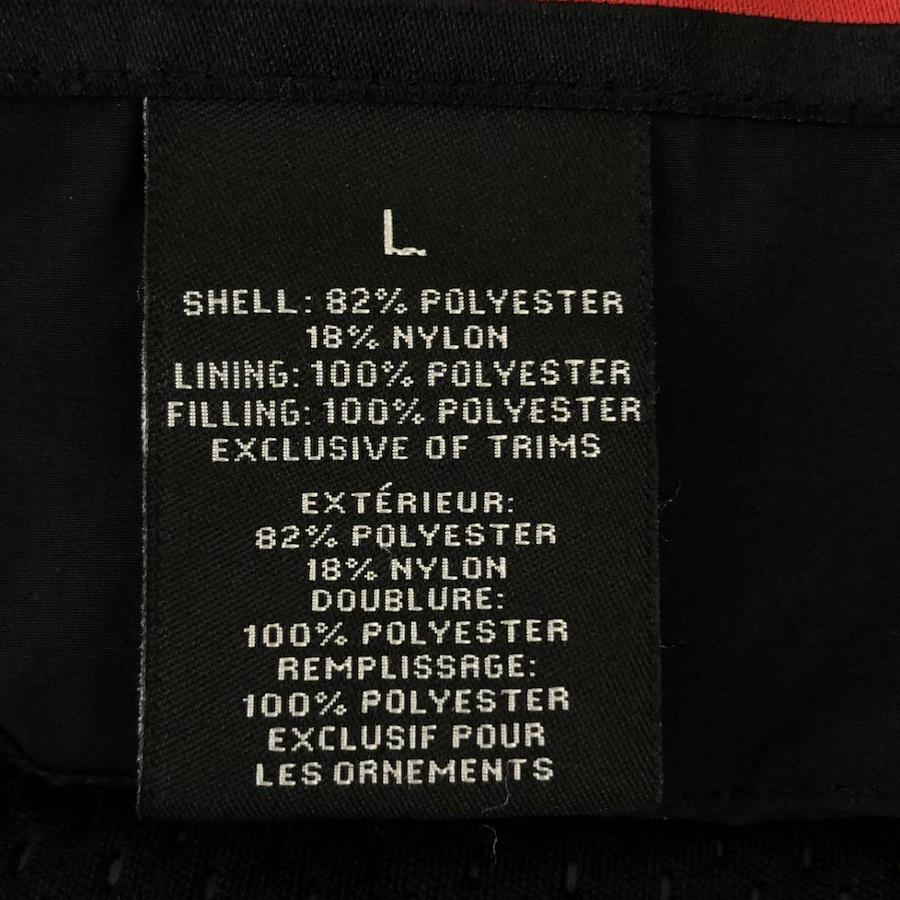 L
SHELL: 82% POLYESTER
18% NYLON
LINING: 100% POLYESTER
FILLING: 100% POLYESTER
EXCLUSIVE OF TRIMS
EXTÉRIEUR:
82% POLYESTER
18% NYLON
DOUBLURE:
100% POLYESTER
REMPLISSAGE:
100% POLYESTER
EXCLUSIF POUR
LES ORNEMENTS